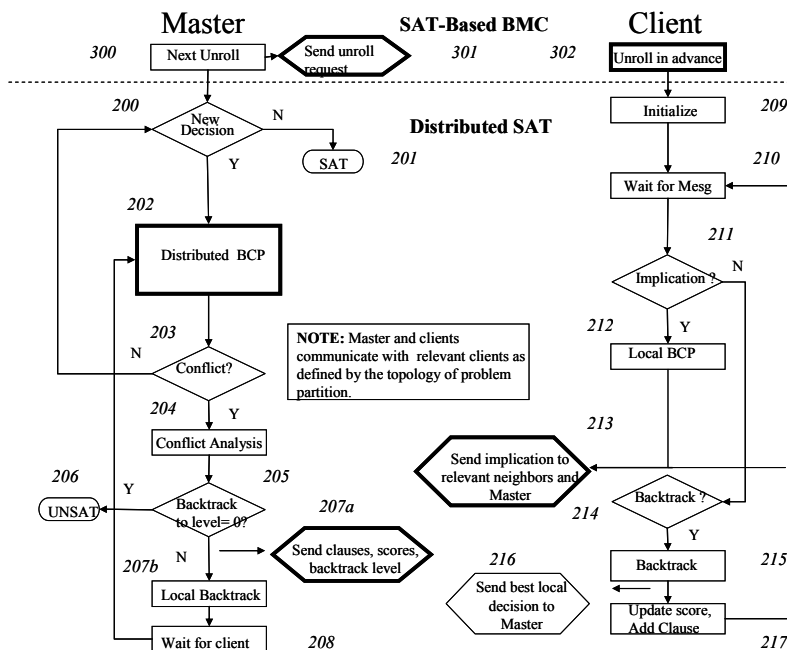 Master
SAT-Based BMC
Client
300
Next Unroll
Send unroll
request
301
302
Unroll in advance
200
New
Decision
N
Y
SAT
201
Distributed SAT
Initialize
209
210
Wait for Mesg
202
Distributed BCP
211
Implication ?
N
Y
203
N
Conflict?
Y
NOTE: Master and clients
communicate with relevant clients as
defined by the topology of problem
partition.
212
Local BCP
204
Conflict Analysis
213
Send implication to
relevant neighbors and
Master
206
Y
UNSAT
205
Backtrack
to level= 0?
N
207a
Send clauses, scores,
backtrack level
214
Backtrack ?
Y
207b
Local Backtrack
216
Send best local
decision to
Master
Backtrack
215
Update score,
Add Clause
217
Wait for client
208